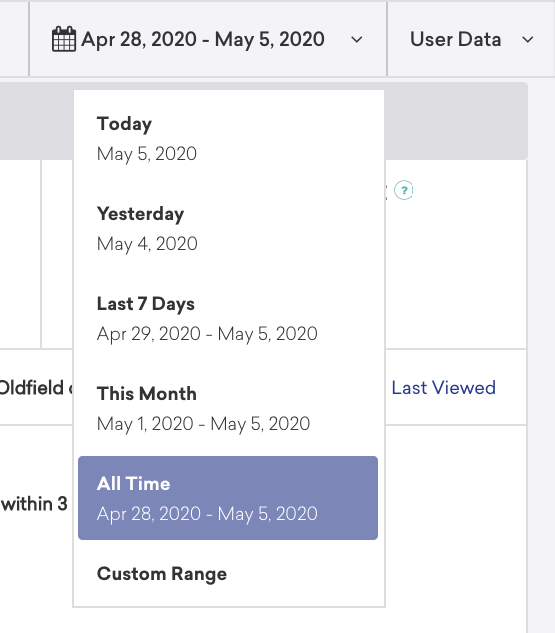 Apr 28, 2020 - May 5, 2020
User Data
Today
May 5, 2020
?
Yesterday
May 4, 2020
Last 7 Days
Apr 29, 2020 - May 5, 2020
Oldfield
Last Viewed
This Month
May 1, 2020 - May 5, 2020
All Time
Apr 28, 2020 - May 5, 2020
within 3
Custom Range